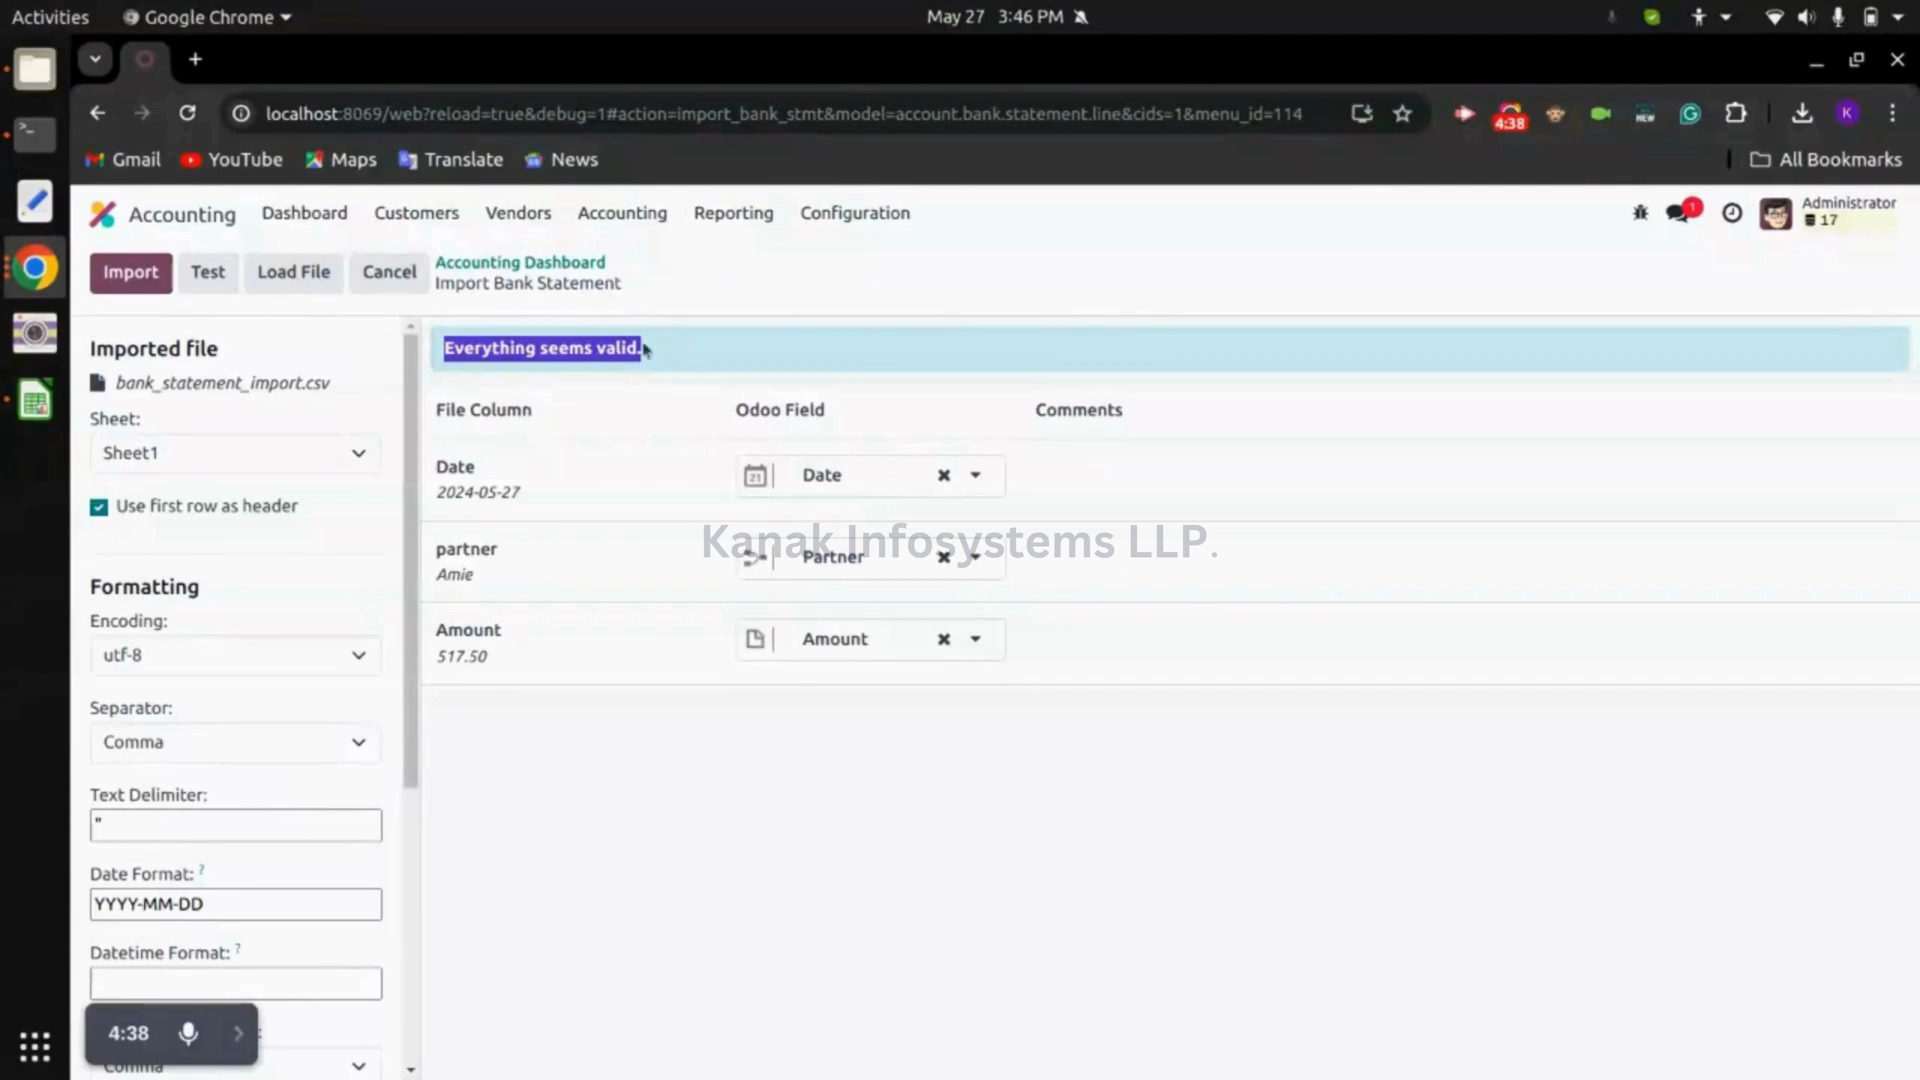 Activities Google Chrome May 27 3:46 PM
localhost:8069/web?reload=true&debug=1#action=import_bank_stmt&model=account.bank.statement.line&cids=1&menu_id=114 4:38 NEW K
Gmail YouTube Maps Translate News All Bookmarks
Accounting Dashboard Customers Vendors Accounting Reporting Configuration 1 Administrator
17
Import Test Load File Cancel Accounting Dashboard
Import Bank Statement
Imported file
bank_statement_import.csv
Sheet:
Sheet1
Use first row as header
Formatting
Encoding:
utf-8
Separator:
Comma
Text Delimiter:
"
Date Format: ?
YYYY-MM-DD
Datetime Format: ?
4:38 :
Comma
Everything seems valid.
File Column Odoo Field Comments
Date
2024-05-27
21 Date
partner
Amie
Partner
Kanak Infosystems LLP.
Amount
517.50
Amount